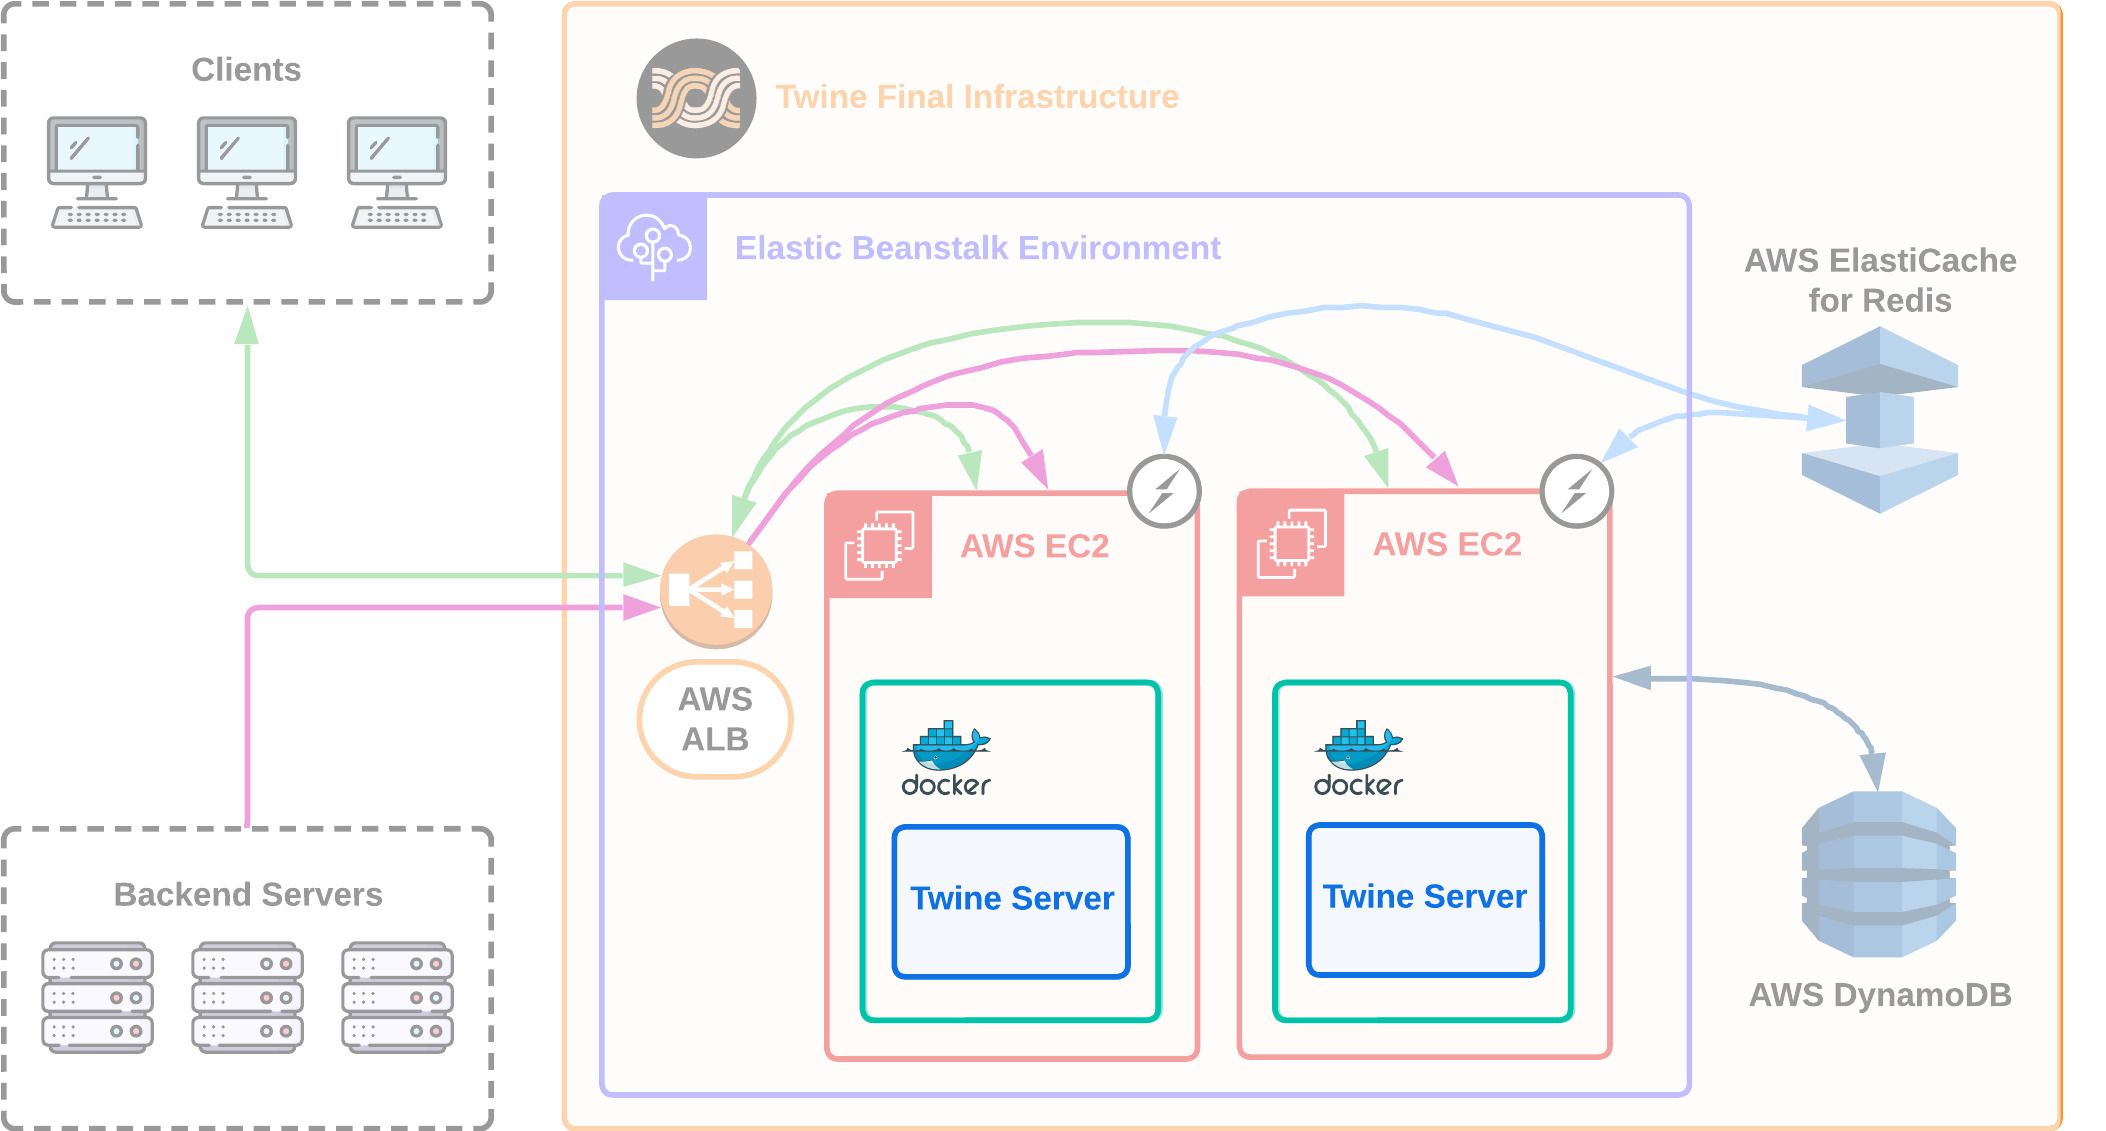 Clients
Twine Final Infrastructure
Elastic Beanstalk Environment
AWS ElastiCache
for Redis
AWS EC2
AWS EC2
AWS
ALB
docker
docker
Twine Server
Twine Server
Backend Servers
AWS DynamoDB